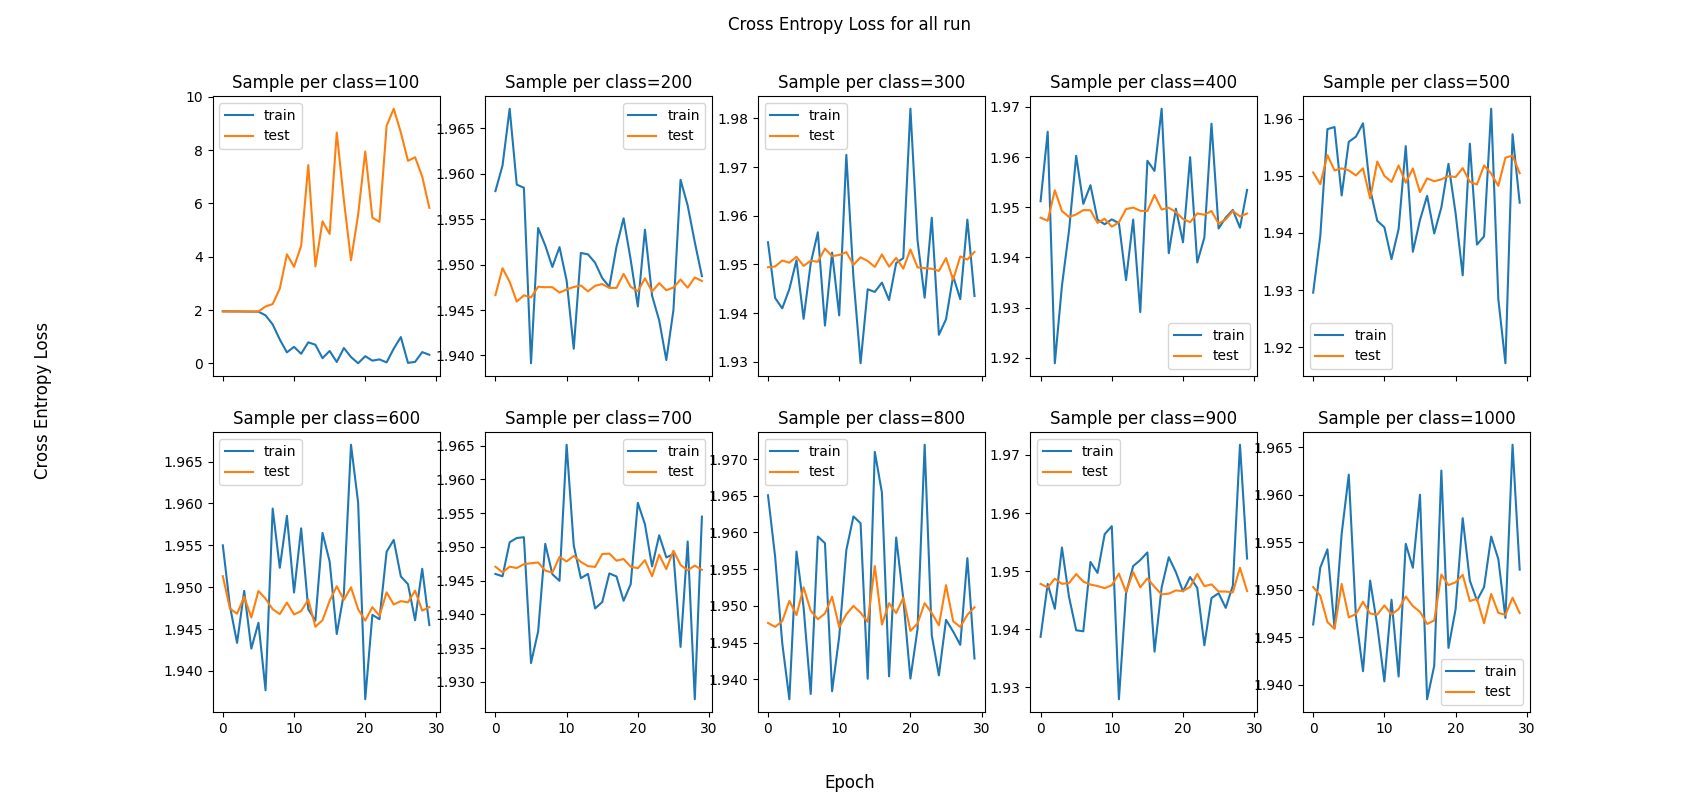 Cross Entropy Loss for all run
Cross Entropy Loss
Sample per class=100
10
8
6
4
2
0
train
test
Sample per class=200
1.965
1.960
1.955
1.950
1.945
1.940
train
test
Sample per class=300
1.98
1.97
1.96
1.95
1.94
1.93
train
test
Sample per class=400
1.97
1.96
1.95
1.94
1.93
1.92
train
test
Sample per class=500
1.96
1.95
1.94
1.93
1.92
train
test
Sample per class=600
1.965
1.960
1.955
1.950
1.945
1.940
train
test
0 10 20 30
Sample per class=700
1.965
1.960
1.955
1.950
1.945
1.940
1.935
1.930
train
test
0 10 20 30
Sample per class=800
1.970
1.965
1.960
1.955
1.950
1.945
1.940
train
test
0 10 20 30
Sample per class=900
1.97
1.96
1.95
1.94
1.93
train
test
0 10 20 30
Sample per class=1000
1.965
1.960
1.955
1.950
1.945
1.940
train
test
0 10 20 30
Epoch